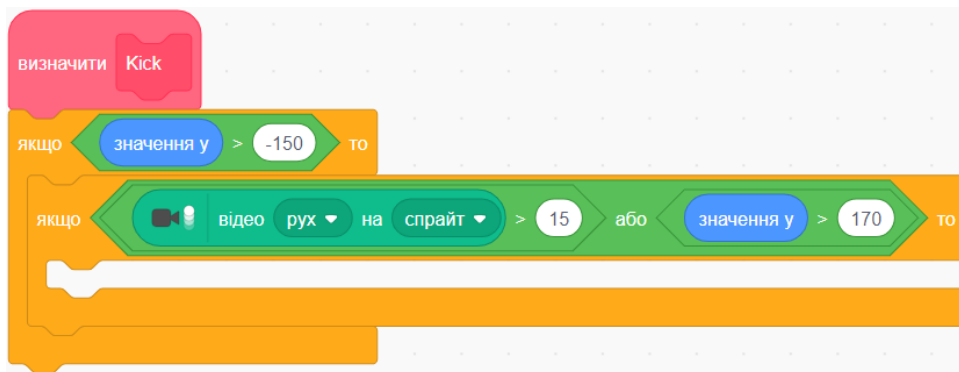 визначити Kick
якщо значення y > -150 то
якщо відео рух на спрайт > 15 або значення y > 170 то